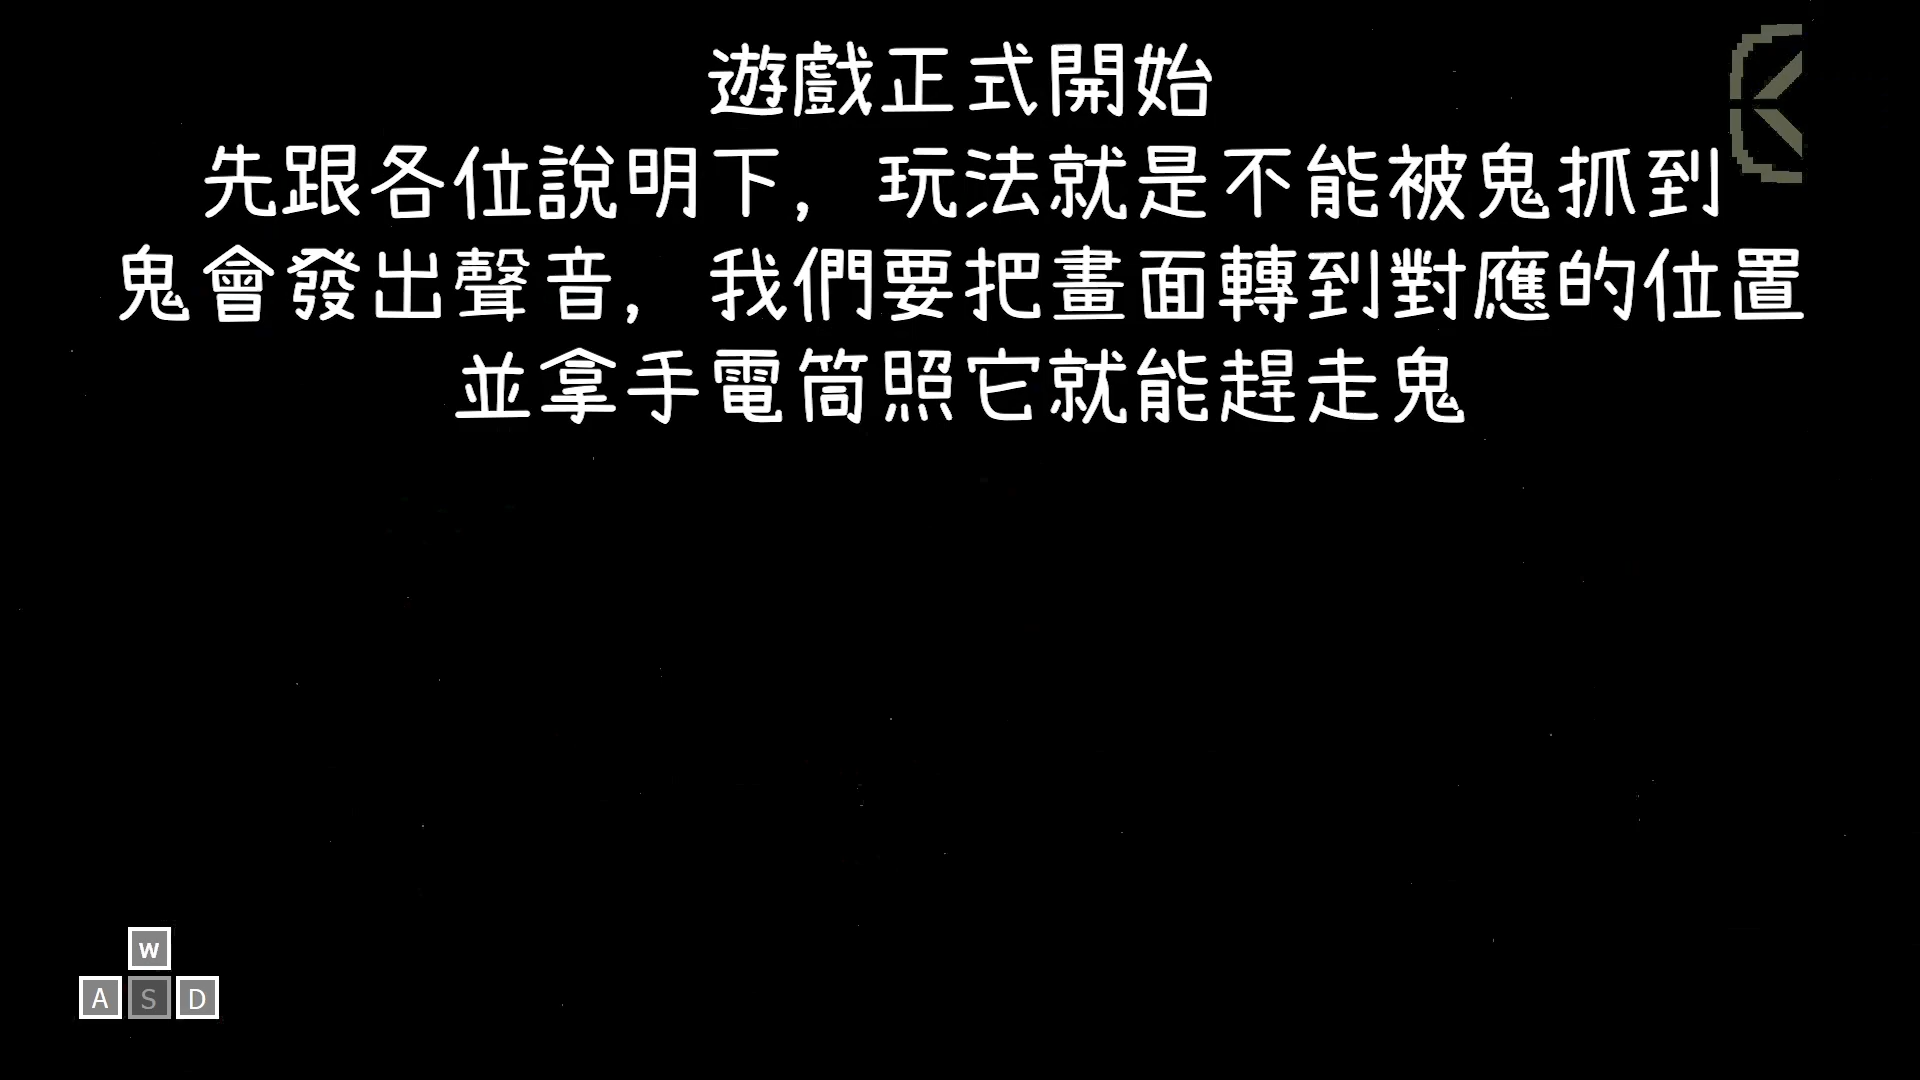 遊戲正式開始
先跟各位說明下, 玩法就是不能被鬼抓到
鬼會發出聲音, 我們要把畫面轉到對應的位置
並拿手電筒照它就能趕走鬼
W
A S D